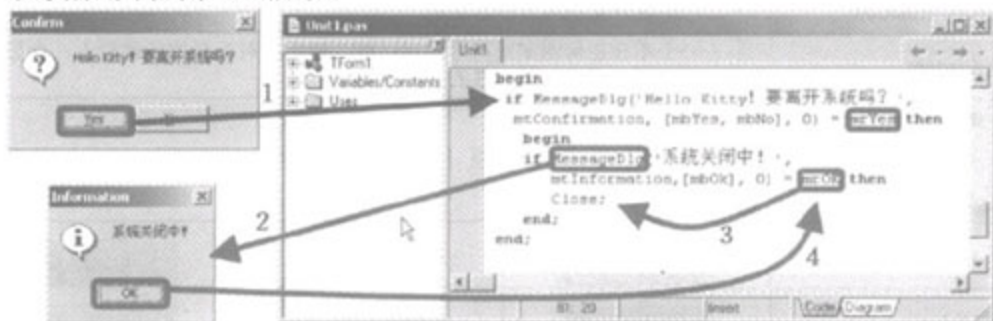 Confirm
Hello Kitty! 要离开系统吗?
Yes
1
Unit1.pas
TForm1
Variables/Constants
Uses
Unit1
begin
if MessageDlg('Hello Kitty! 要离开系统吗? ',
mtConfirmation, [mbYes, mbNo], 0) = mrYes then
begin
if MessageDlg('系统关闭中! ',
mtInformation,[mbOk], 0) = mrOk then
Close;
end;
end;
Information
系统关闭中!
OK
2
3
4
Insert
Code/Diagram